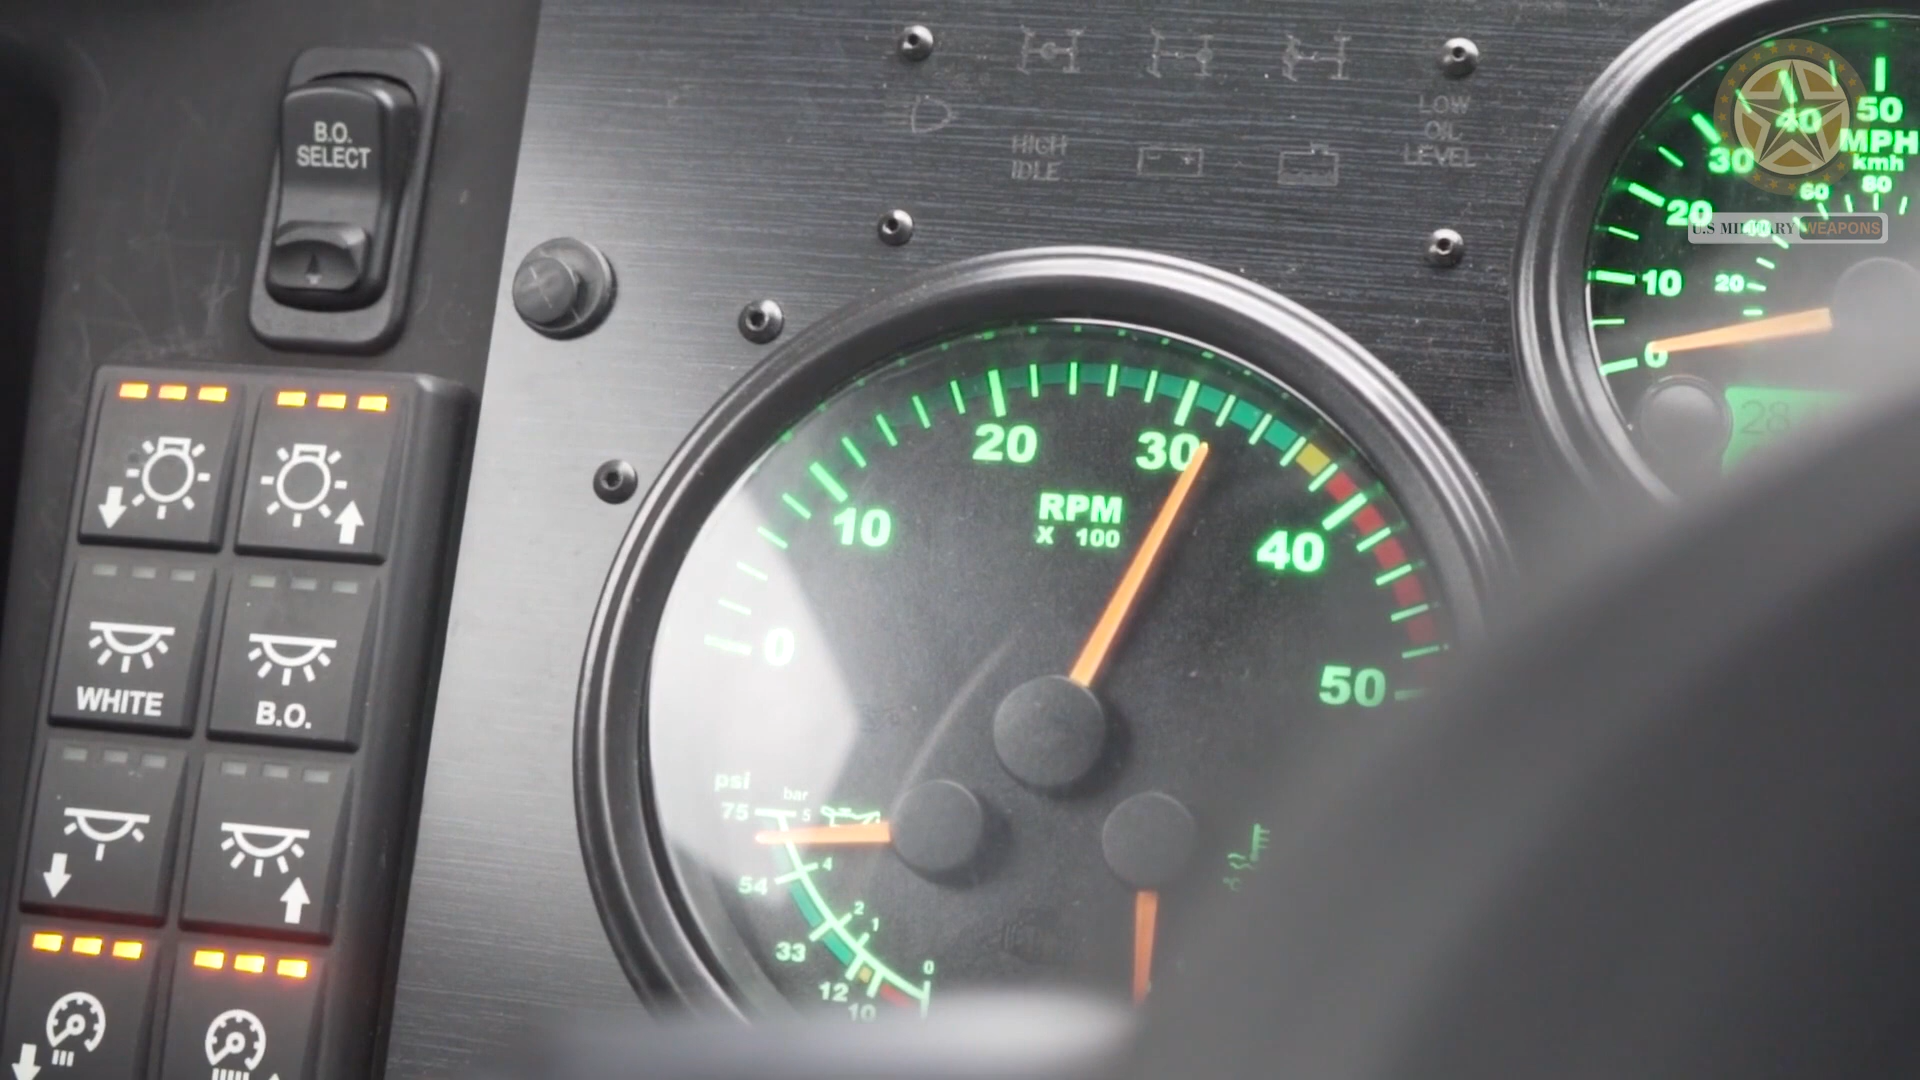 B.O.
SELECT
WHITE
B.O.
HIGH
IDLE
LOW
OIL
LEVEL
0
10
20
30
40
50
RPM
X 100
psi
75
54
33
12
10
bar
5
4
2
1
0
0
10
20
30
40
50
MPH
kmh
20
40
60
80
28
U.S MILITARY WEAPONS